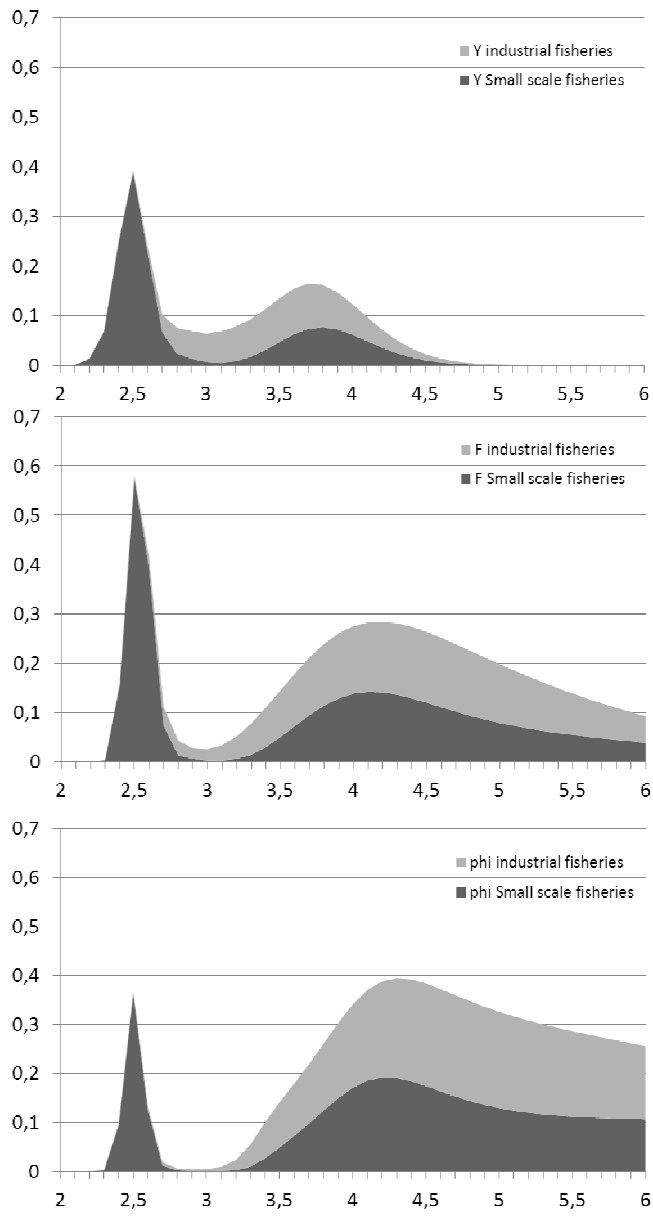 0,7
Y industrial fisheries
0,6
Y Small scale fisheries
0,5
0,4
0,3
0,2
0,1
0
2 2,5 3 3,5 4 4,5 5 5,5 6
0,7
F industrial fisheries
0,6
F Small scale fisheries
0,5
0,4
0,3
0,2
0,1
0
2 2,5 3 3,5 4 4,5 5 5,5 6
0,7
phi industrial fisheries
0,6
phi Small scale fisheries
0,5
0,4
0,3
0,2
0,1
0
2 2,5 3 3,5 4 4,5 5 5,5 6